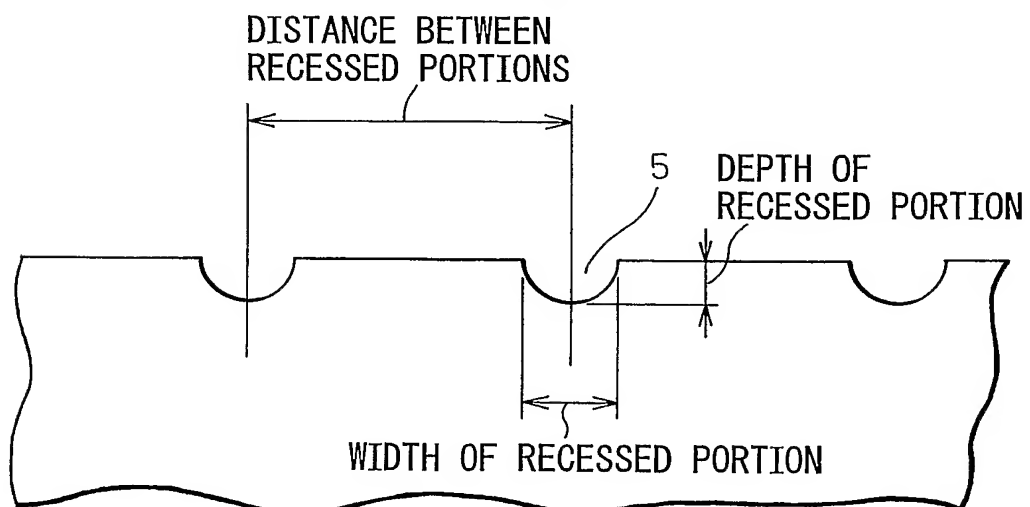 DISTANCE BETWEEN
RECESSED PORTIONS
5
DEPTH OF
RECESSED PORTION
WIDTH OF RECESSED PORTION